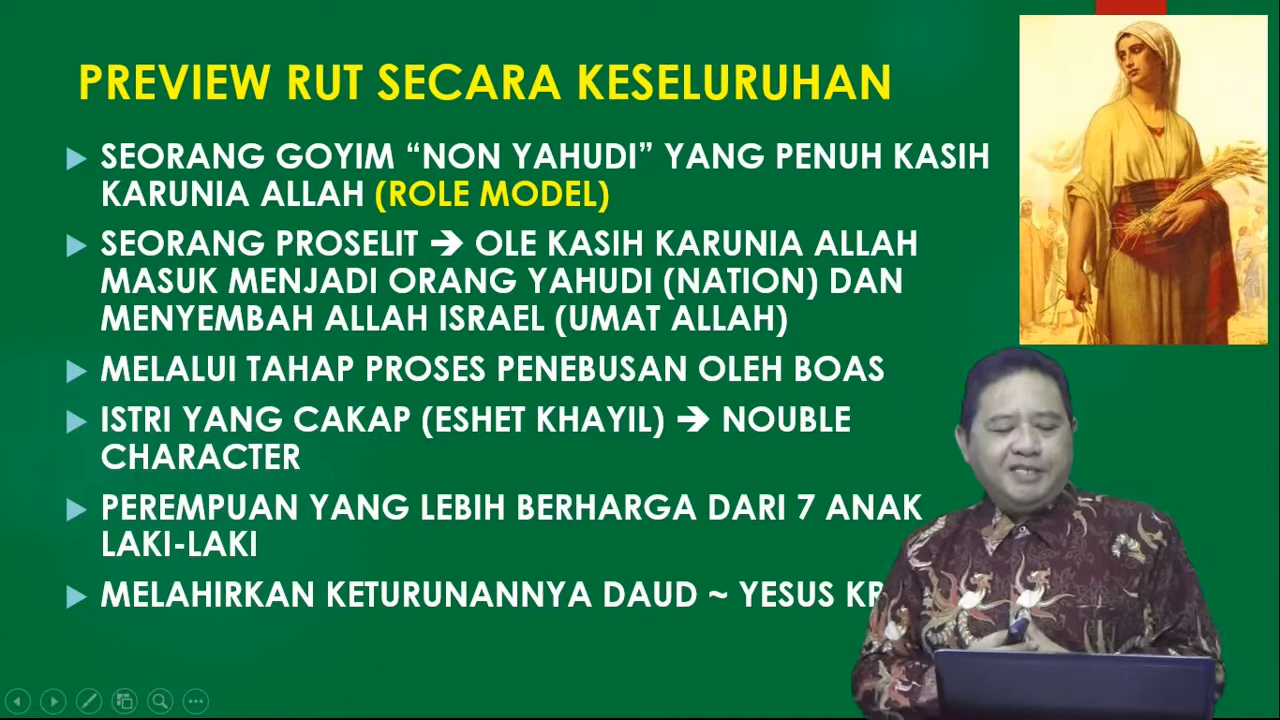 PREVIEW RUT SECARA KESELURUHAN
SEORANG GOYIM “NON YAHUDI” YANG PENUH KASIH
KARUNIA ALLAH (ROLE MODEL)
SEORANG PROSELIT ➔ OLE KASIH KARUNIA ALLAH
MASUK MENJADI ORANG YAHUDI (NATION) DAN
MENYEMBAH ALLAH ISRAEL (UMAT ALLAH)
MELALUI TAHAP PROSES PENEBUSAN OLEH BOAS
ISTRI YANG CAKAP (ESHET KHAYIL) ➔ NOUBLE
CHARACTER
PEREMPUAN YANG LEBIH BERHARGA DARI 7 ANAK
LAKI-LAKI
MELAHIRKAN KETURUNANNYA DAUD ~ YESUS